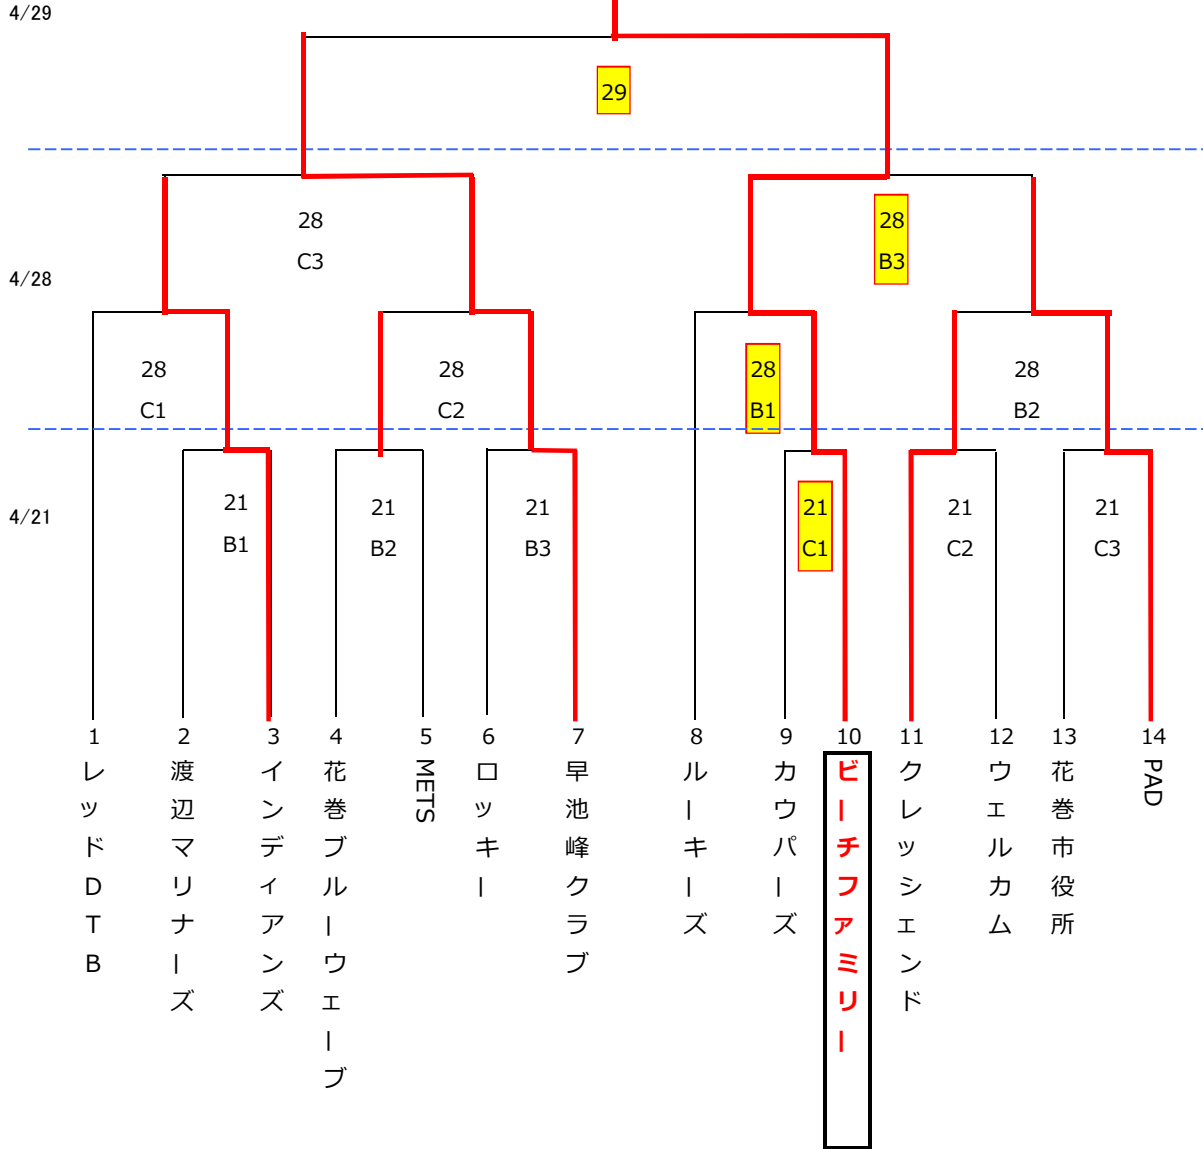 4/29
29
28
C3
28
B3
4/28
28
C1
28
C2
28
B1
28
B2
4/21
21
B1
21
B2
21
B3
21
C1
21
C2
21
C3
1
2
3
4
5
6
7
8
9
10
11
12
13
14
レッドDTB
渡辺マリナーズ
インディアンズ
花巻ブルーウェーブ
METS
ロッキー
早池峰クラブ
ルーキーズ
カウパーズ
ビーチファミリー
クレッシェンド
ウェルカム
花巻市役所
PAD